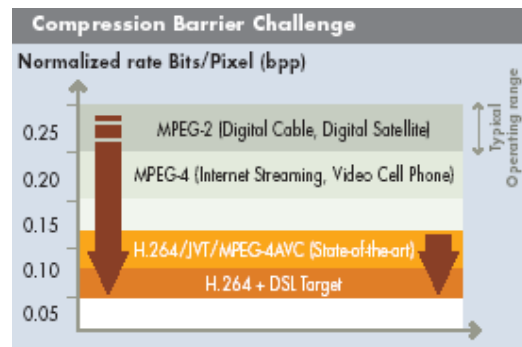 Compression Barrier Challenge
Normalized rate Bits/Pixel (bpp)
0.25
MPEG-2 (Digital Cable, Digital Satellite)
Typical
Operating range
0.20
MPEG-4 (Internet Streaming, Video Cell Phone)
0.15
H.264/JVT/MPEG-4AVC (State-of-the-art)
0.10
H.264 + DSL Target
0.05